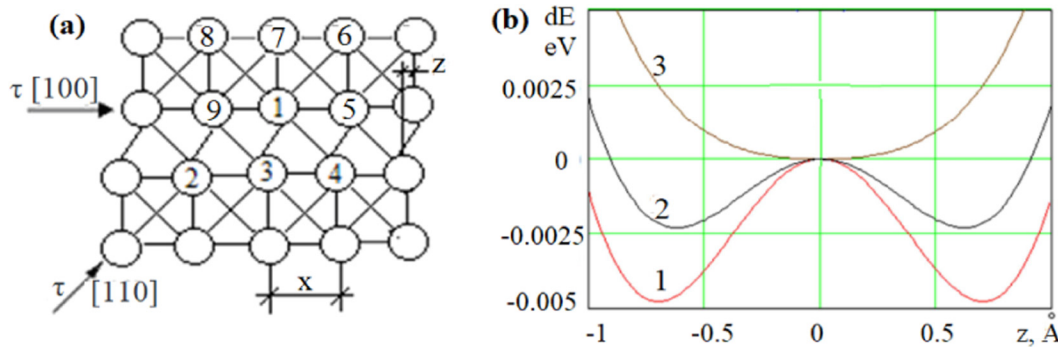 (a)
8 7 6
z
τ [100]
9 1 5
2 3 4
τ [110]
x
(b)
dE
eV
3
0.0025
0
2
-0.0025
1
-0.005
-1 -0.5 0 0.5 z, Å